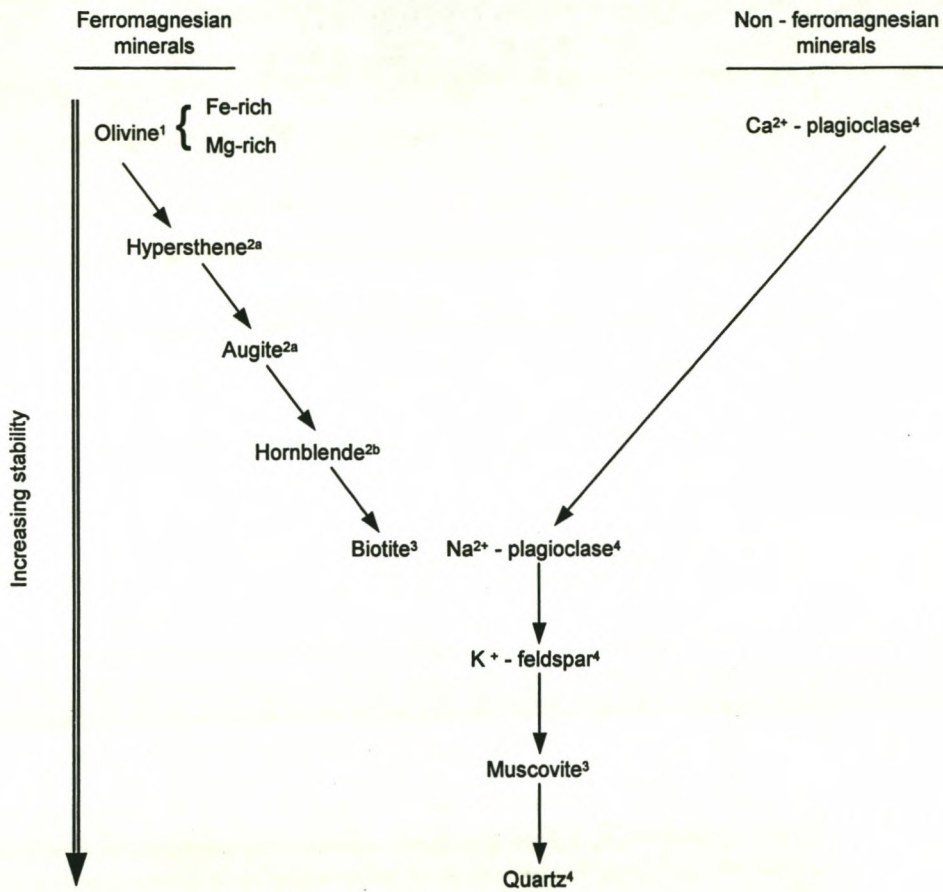 Ferromagnesian
minerals
Non - ferromagnesian
minerals
Olivine¹ { Fe-rich
Mg-rich
Ca²⁺ - plagioclase⁴
Hypersthene²ᵃ
Augite²ᵃ
Hornblende²ᵇ
Biotite³ Na²⁺ - plagioclase⁴
K⁺ - feldspar⁴
Muscovite³
Quartz⁴
Increasing stability